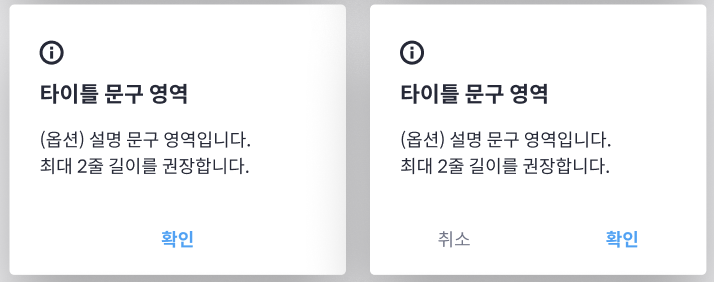 타이틀 문구 영역
(옵션) 설명 문구 영역입니다.
최대 2줄 길이를 권장합니다.
확인
타이틀 문구 영역
(옵션) 설명 문구 영역입니다.
최대 2줄 길이를 권장합니다.
취소
확인